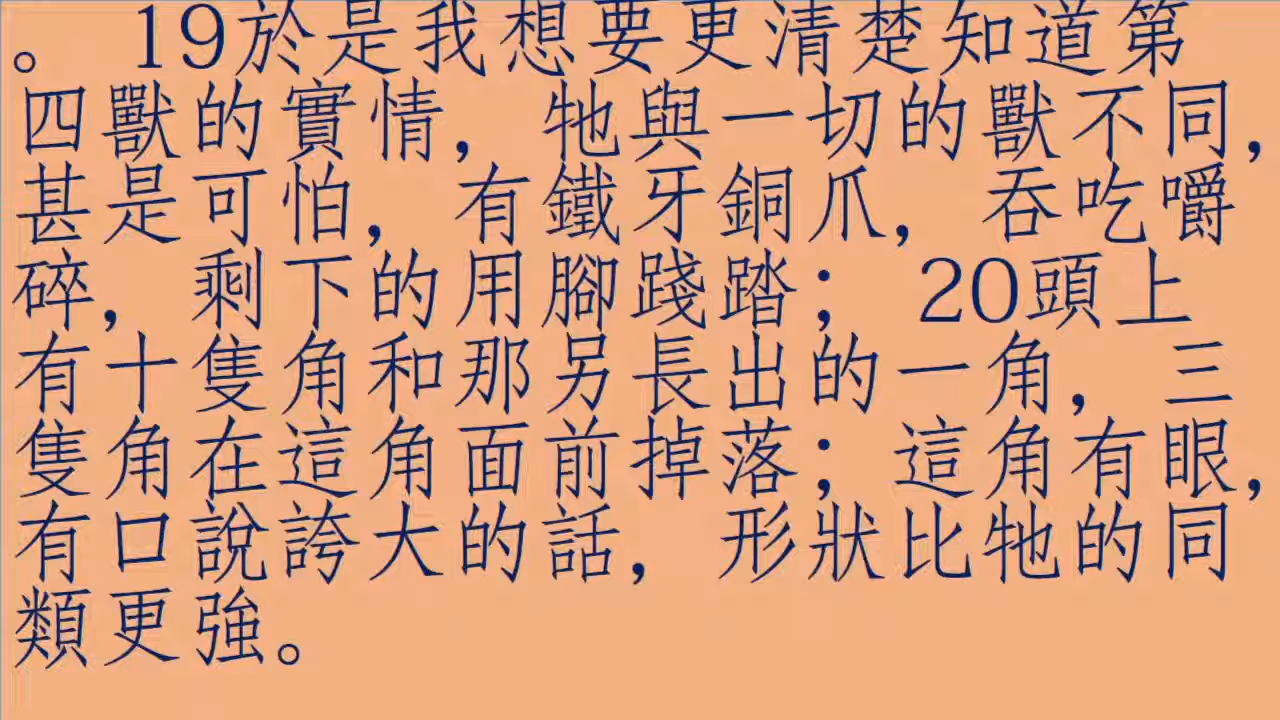 。 19於是我想要更清楚知道第
四獸的實情，牠與一切的獸不同，
甚是可怕，有鐵牙銅爪，吞吃嚼
碎，剩下的用腳踐踏； 20頭上
有十隻角和那另長出的一角，三
隻角在這角面前掉落；這角有眼，
有口說誇大的話，形狀比牠的同
類更強。